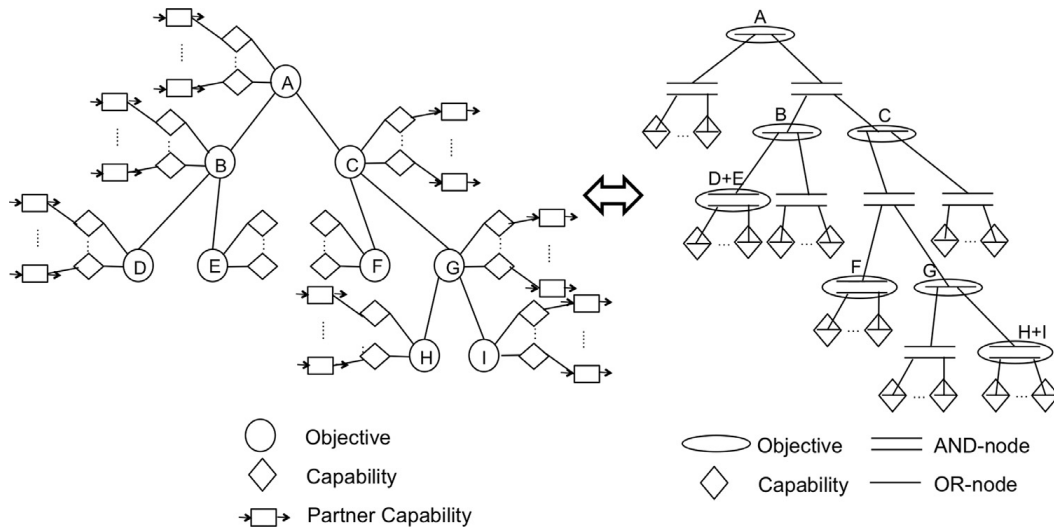 A
B
C
D
E
F
G
H
I
Objective
Capability
Partner Capability
A
B
C
D+E
F
G
H+I
Objective
AND-node
Capability
OR-node